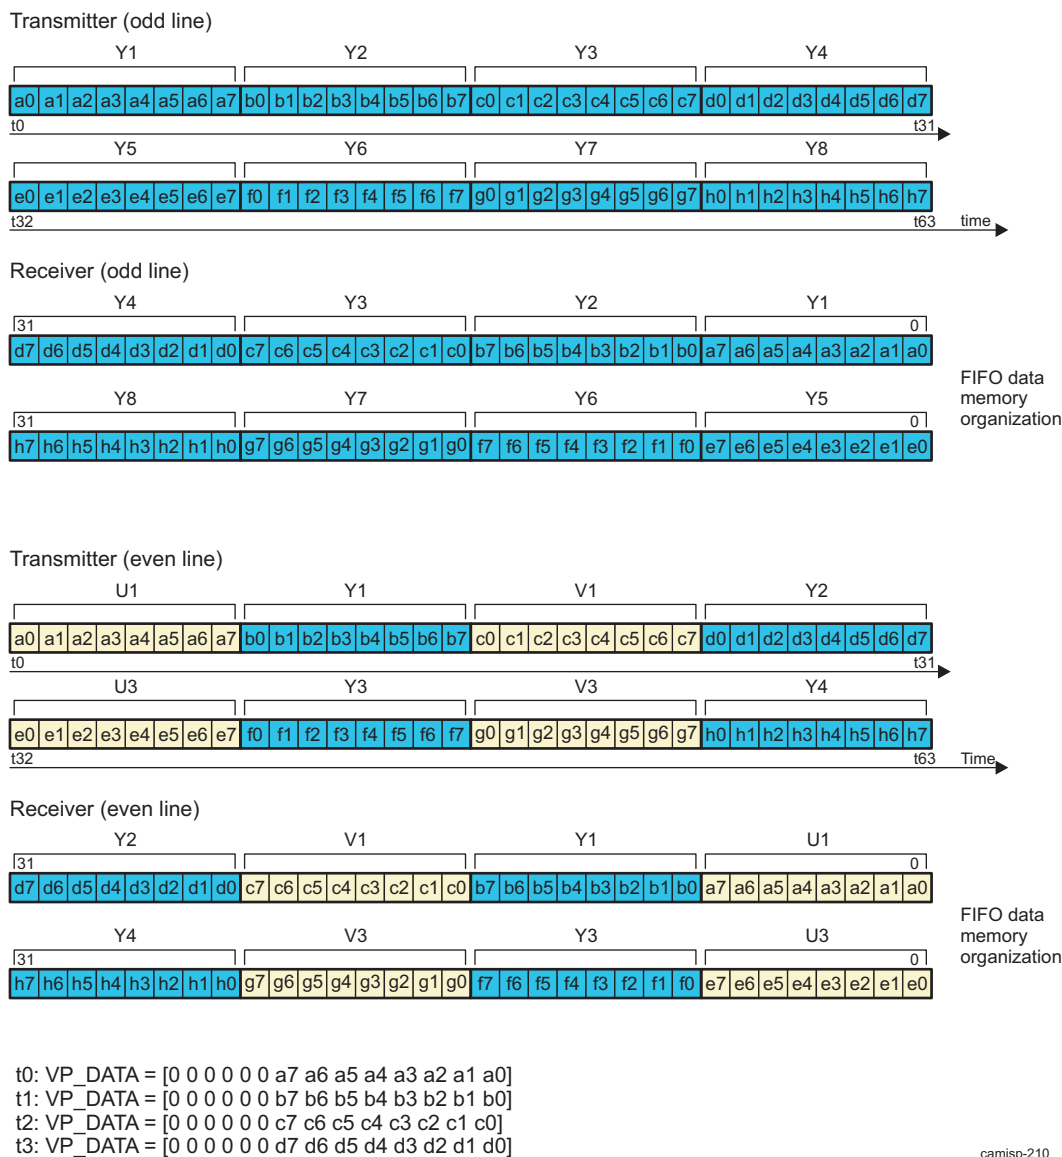 Transmitter (odd line)
Y1 Y2 Y3 Y4
a0 a1 a2 a3 a4 a5 a6 a7 b0 b1 b2 b3 b4 b5 b6 b7 c0 c1 c2 c3 c4 c5 c6 c7 d0 d1 d2 d3 d4 d5 d6 d7
t0 t31
Y5 Y6 Y7 Y8
e0 e1 e2 e3 e4 e5 e6 e7 f0 f1 f2 f3 f4 f5 f6 f7 g0 g1 g2 g3 g4 g5 g6 g7 h0 h1 h2 h3 h4 h5 h6 h7
t32 t63 time
Receiver (odd line)
Y4 Y3 Y2 Y1
31 0
d7 d6 d5 d4 d3 d2 d1 d0 c7 c6 c5 c4 c3 c2 c1 c0 b7 b6 b5 b4 b3 b2 b1 b0 a7 a6 a5 a4 a3 a2 a1 a0
Y8 Y7 Y6 Y5
31 0
h7 h6 h5 h4 h3 h2 h1 h0 g7 g6 g5 g4 g3 g2 g1 g0 f7 f6 f5 f4 f3 f2 f1 f0 e7 e6 e5 e4 e3 e2 e1 e0
FIFO data
memory
organization
Transmitter (even line)
U1 Y1 V1 Y2
a0 a1 a2 a3 a4 a5 a6 a7 b0 b1 b2 b3 b4 b5 b6 b7 c0 c1 c2 c3 c4 c5 c6 c7 d0 d1 d2 d3 d4 d5 d6 d7
t0 t31
U3 Y3 V3 Y4
e0 e1 e2 e3 e4 e5 e6 e7 f0 f1 f2 f3 f4 f5 f6 f7 g0 g1 g2 g3 g4 g5 g6 g7 h0 h1 h2 h3 h4 h5 h6 h7
t32 t63 Time
Receiver (even line)
Y2 V1 Y1 U1
31 0
d7 d6 d5 d4 d3 d2 d1 d0 c7 c6 c5 c4 c3 c2 c1 c0 b7 b6 b5 b4 b3 b2 b1 b0 a7 a6 a5 a4 a3 a2 a1 a0
Y4 V3 Y3 U3
31 0
h7 h6 h5 h4 h3 h2 h1 h0 g7 g6 g5 g4 g3 g2 g1 g0 f7 f6 f5 f4 f3 f2 f1 f0 e7 e6 e5 e4 e3 e2 e1 e0
FIFO data
memory
organization
t0: VP_DATA = [0 0 0 0 0 0 a7 a6 a5 a4 a3 a2 a1 a0]
t1: VP_DATA = [0 0 0 0 0 0 b7 b6 b5 b4 b3 b2 b1 b0]
t2: VP_DATA = [0 0 0 0 0 0 c7 c6 c5 c4 c3 c2 c1 c0]
t3: VP_DATA = [0 0 0 0 0 0 d7 d6 d5 d4 d3 d2 d1 d0]
camisp-210